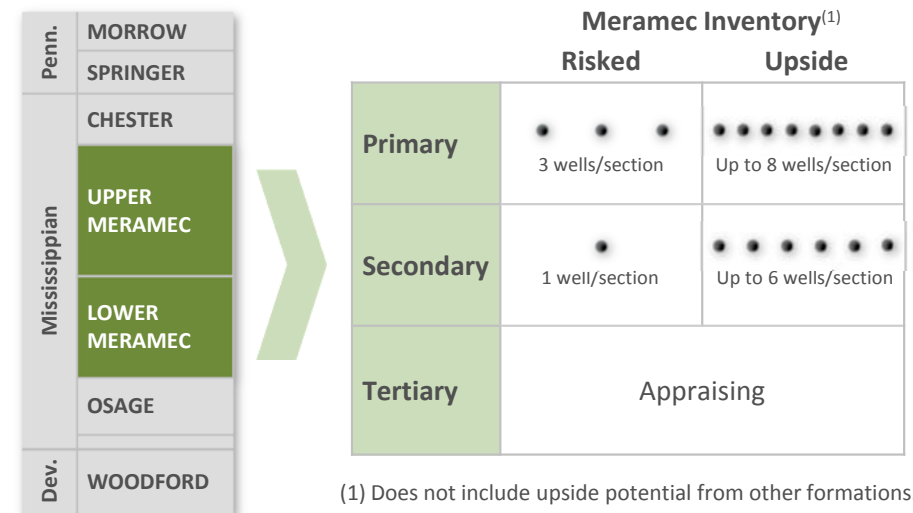 Penn.
MORROW
SPRINGER
Mississippian
CHESTER
UPPER
MERAMEC
LOWER
MERAMEC
OSAGE
Dev.
WOODFORD
Meramec Inventory(1)
Risked
Upside
Primary
3 wells/section
Up to 8 wells/section
Secondary
1 well/section
Up to 6 wells/section
Tertiary
Appraising
(1) Does not include upside potential from other formations